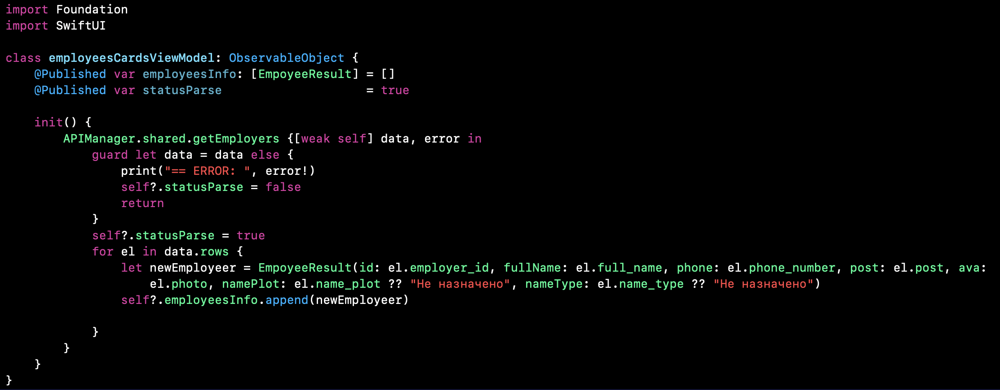 import Foundation
import SwiftUI
class employeesCardsViewModel: ObservableObject {
@Published var employeesInfo: [EmpoyeeResult] = []
@Published var statusParse = true
init() {
APIManager.shared.getEmployers {[weak self] data, error in
guard let data = data else {
print("== ERROR: ", error!)
self?.statusParse = false
return
}
self?.statusParse = true
for el in data.rows {
let newEmployeer = EmpoyeeResult(id: el.employer_id, fullName: el.full_name, phone: el.phone_number, post: el.post, ava:
el.photo, namePlot: el.name_plot ?? "Не назначено", nameType: el.name_type ?? "Не назначено")
self?.employeesInfo.append(newEmployeer)
}
}
}
}